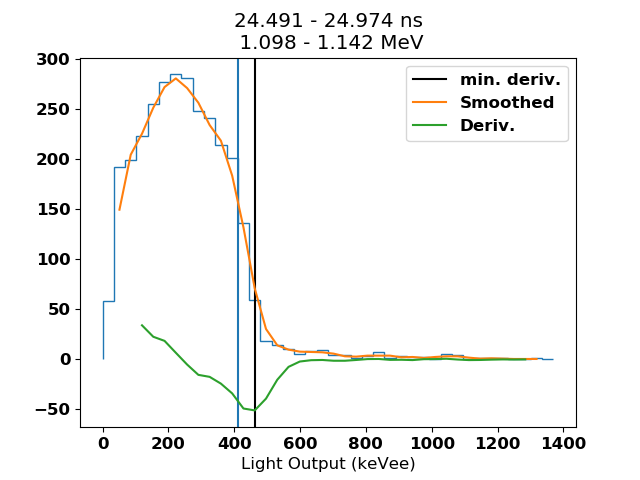 24.491 - 24.974 ns
1.098 - 1.142 MeV
300
250
200
150
100
50
0
−50
min. deriv.
Smoothed
Deriv.
0 200 400 600 800 1000 1200 1400
Light Output (keVee)